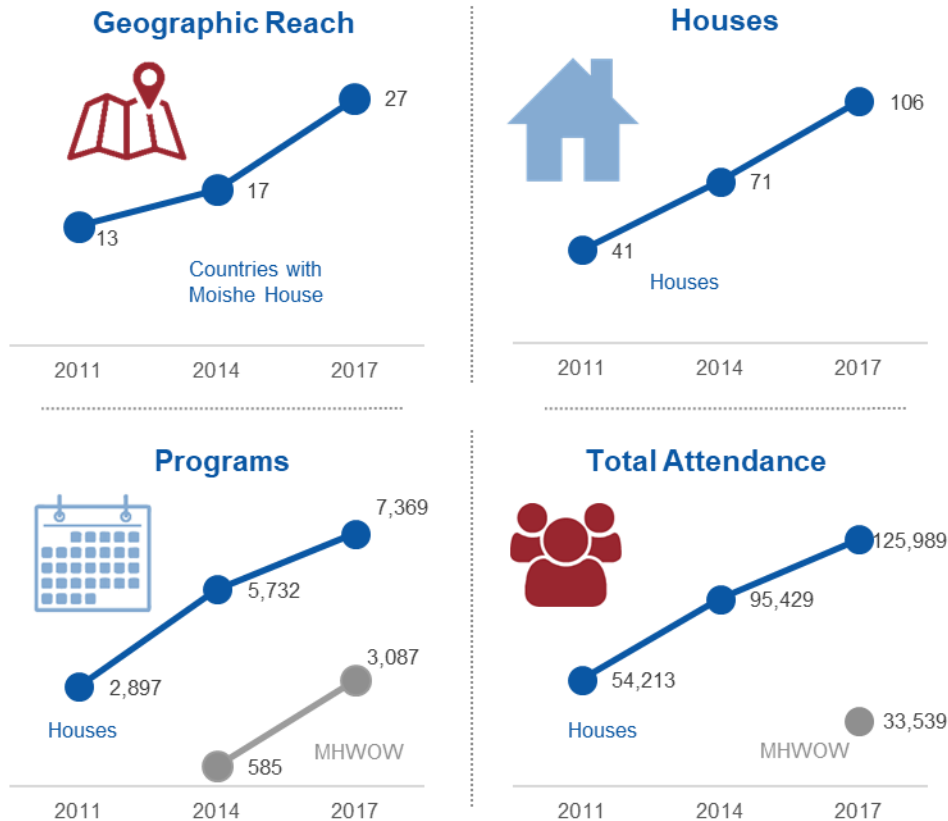 Geographic Reach
27
17
13
Countries with
Moishe House
2011 2014 2017
Houses
106
71
41
Houses
2011 2014 2017
Programs
7,369
5,732
2,897
3,087
Houses
MHWOW
585
2011 2014 2017
Total Attendance
125,989
95,429
54,213
33,539
Houses
MHWOW
2011 2014 2017